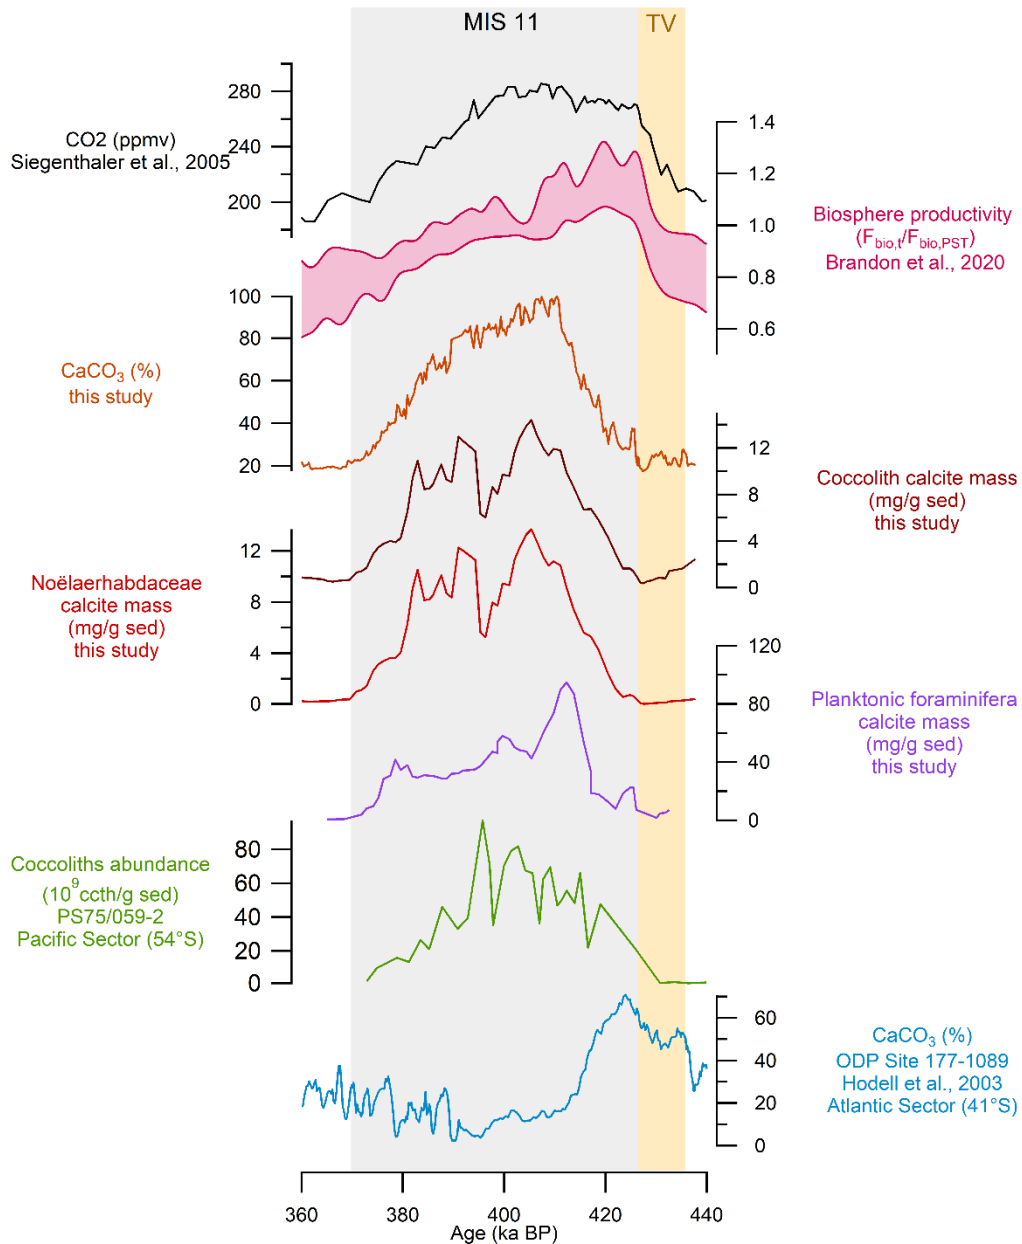 MIS 11
TV
280
240
200
CO2 (ppmv)
Siegenthaler et al., 2005
1.4
1.2
1.0
0.8
0.6
Biosphere productivity
(Fbio,t/Fbio,PST)
Brandon et al., 2020
100
80
60
40
20
CaCO3 (%)
this study
12
8
4
0
Coccolith calcite mass
(mg/g sed)
this study
12
8
4
0
Noëlaerhabdaceae
calcite mass
(mg/g sed)
this study
120
80
40
0
Planktonic foraminifera
calcite mass
(mg/g sed)
this study
80
60
40
20
0
Coccoliths abundance
(10^9 ccth/g sed)
PS75/059-2
Pacific Sector (54°S)
60
40
20
0
CaCO3 (%)
ODP Site 177-1089
Hodell et al., 2003
Atlantic Sector (41°S)
360
380
400
420
440
Age (ka BP)